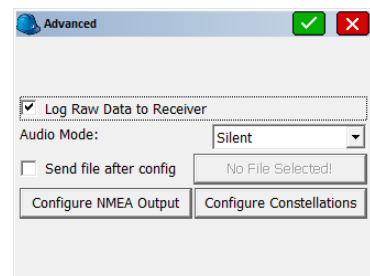 Advanced
Log Raw Data to Receiver
Audio Mode: Silent
Send file after config No File Selected!
Configure NMEA Output Configure Constellations